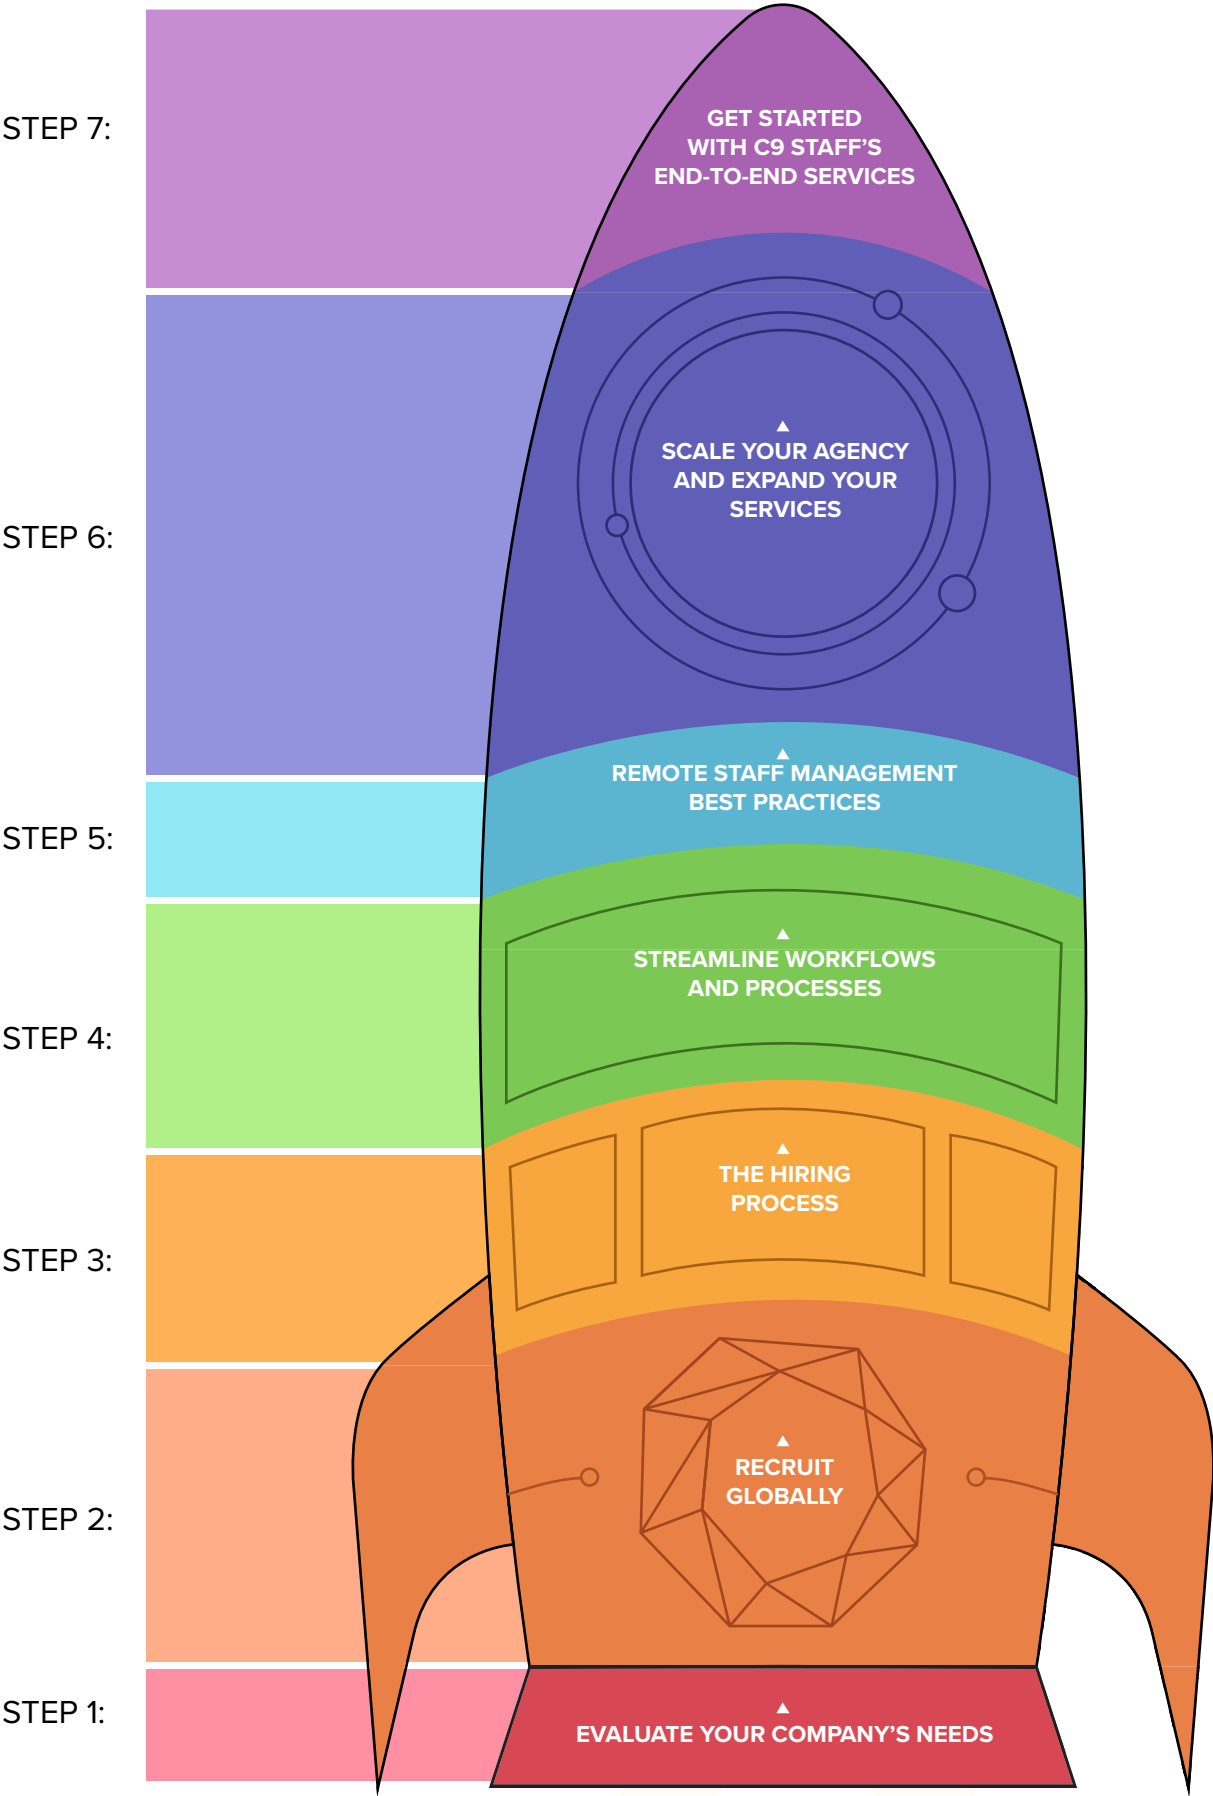 STEP 7:
GET STARTED
WITH C9 STAFF’S
END-TO-END SERVICES
STEP 6:
SCALE YOUR AGENCY
AND EXPAND YOUR
SERVICES
STEP 5:
REMOTE STAFF MANAGEMENT
BEST PRACTICES
STEP 4:
STREAMLINE WORKFLOWS
AND PROCESSES
STEP 3:
THE HIRING
PROCESS
STEP 2:
RECRUIT
GLOBALLY
STEP 1:
EVALUATE YOUR COMPANY’S NEEDS